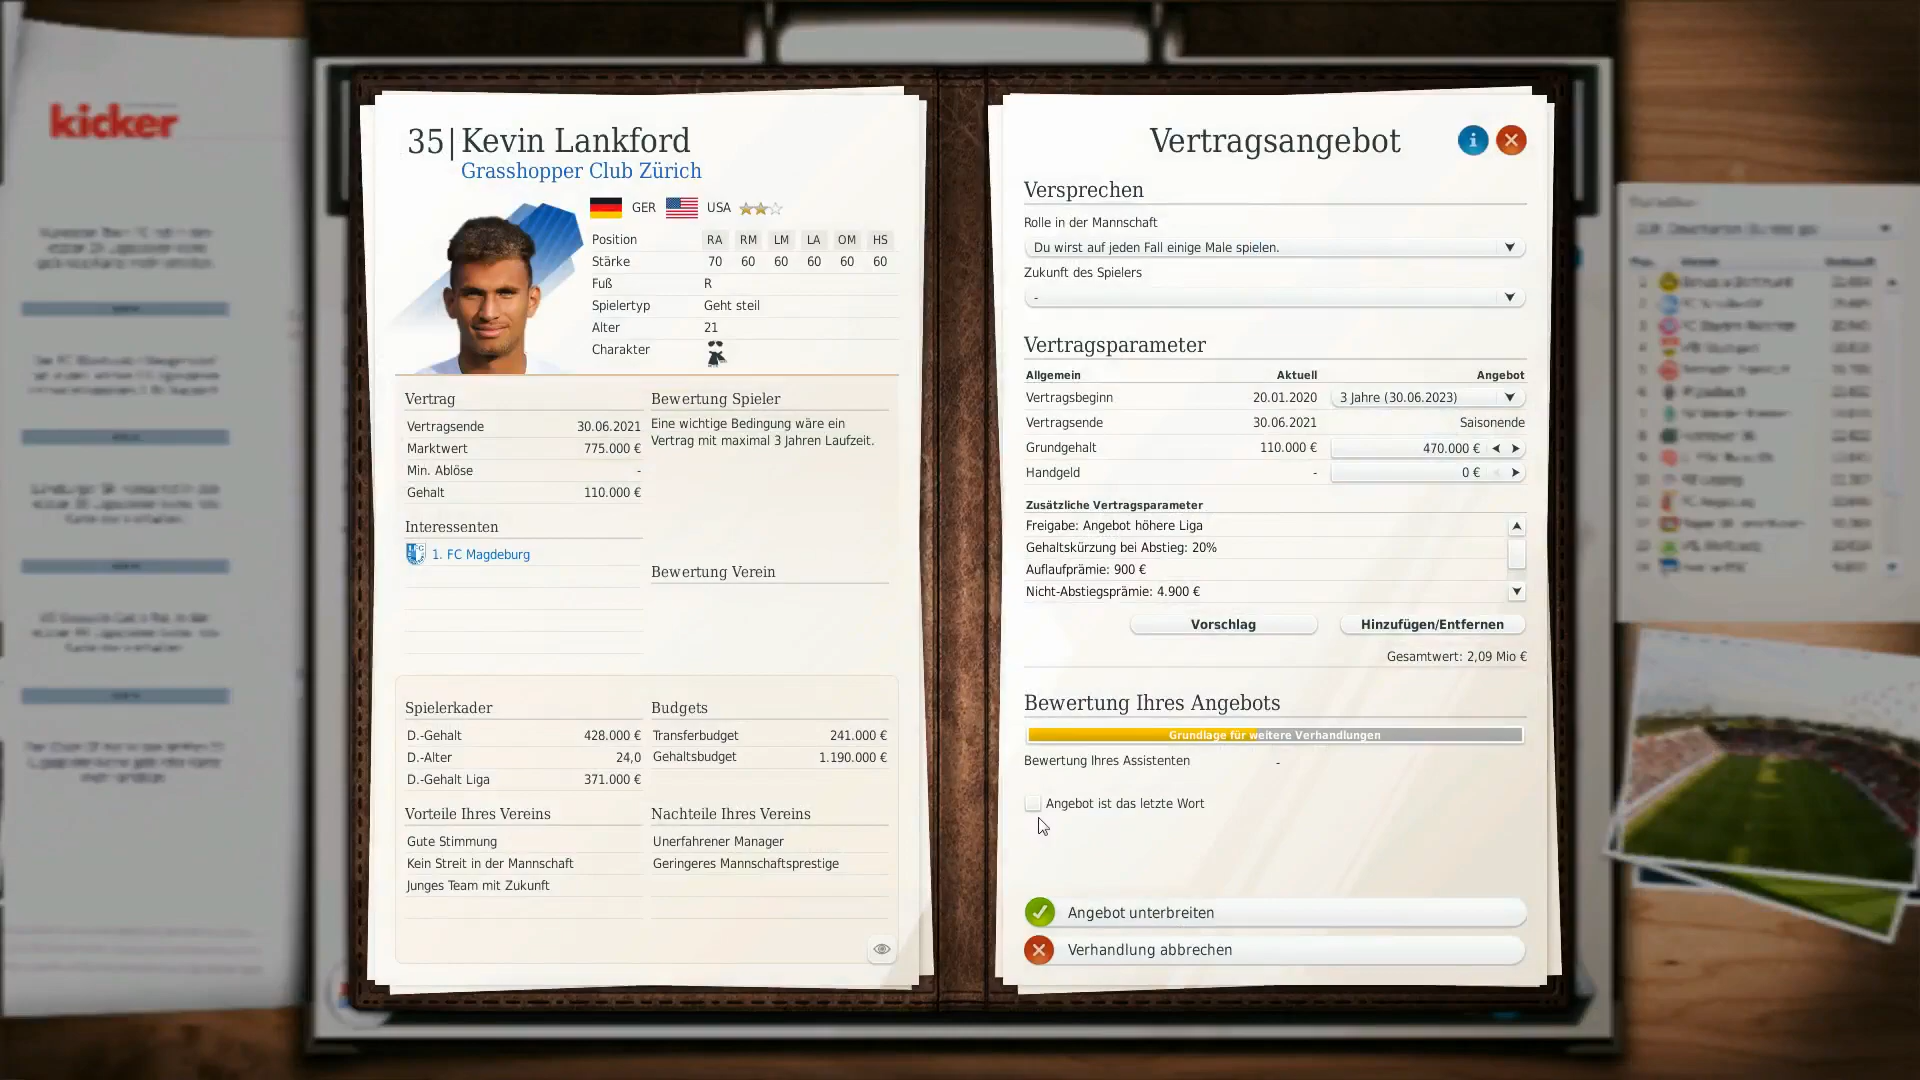 kicker
35| Kevin Lankford
Grasshopper Club Zürich
GER USA
Position RA RM LM LA OM HS
Stärke 70 60 60 60 60 60
Fuß R
Spielertyp Geht steil
Alter 21
Charakter
Vertrag
Vertragsende 30.06.2021
Marktwert 775.000 €
Min. Ablöse -
Gehalt 110.000 €
Bewertung Spieler
Eine wichtige Bedingung wäre ein
Vertrag mit maximal 3 Jahren Laufzeit.
Interessenten
1. FC Magdeburg
Bewertung Verein
Spielerkader
D.-Gehalt 428.000 €
D.-Alter 24,0
D.-Gehalt Liga 371.000 €
Budgets
Transferbudget 241.000 €
Gehaltsbudget 1.190.000 €
Vorteile Ihres Vereins
Gute Stimmung
Kein Streit in der Mannschaft
Junges Team mit Zukunft
Nachteile Ihres Vereins
Unerfahrener Manager
Geringeres Mannschaftsprestige
Vertragsangebot
Versprechen
Rolle in der Mannschaft
Du wirst auf jeden Fall einige Male spielen.
Zukunft des Spielers
-
Vertragsparameter
Allgemein Aktuell Angebot
Vertragsbeginn 20.01.2020 3 Jahre (30.06.2023)
Vertragsende 30.06.2021 Saisonende
Grundgehalt 110.000 € 470.000 €
Handgeld - 0 €
Zusätzliche Vertragsparameter
Freigabe: Angebot höhere Liga
Gehaltskürzung bei Abstieg: 20%
Auflaufprämie: 900 €
Nicht-Abstiegsprämie: 4.900 €
Vorschlag Hinzufügen/Entfernen
Gesamtwert: 2,09 Mio €
Bewertung Ihres Angebots
Grundlage für weitere Verhandlungen
Bewertung Ihres Assistenten -
Angebot ist das letzte Wort
Angebot unterbreiten
Verhandlung abbrechen